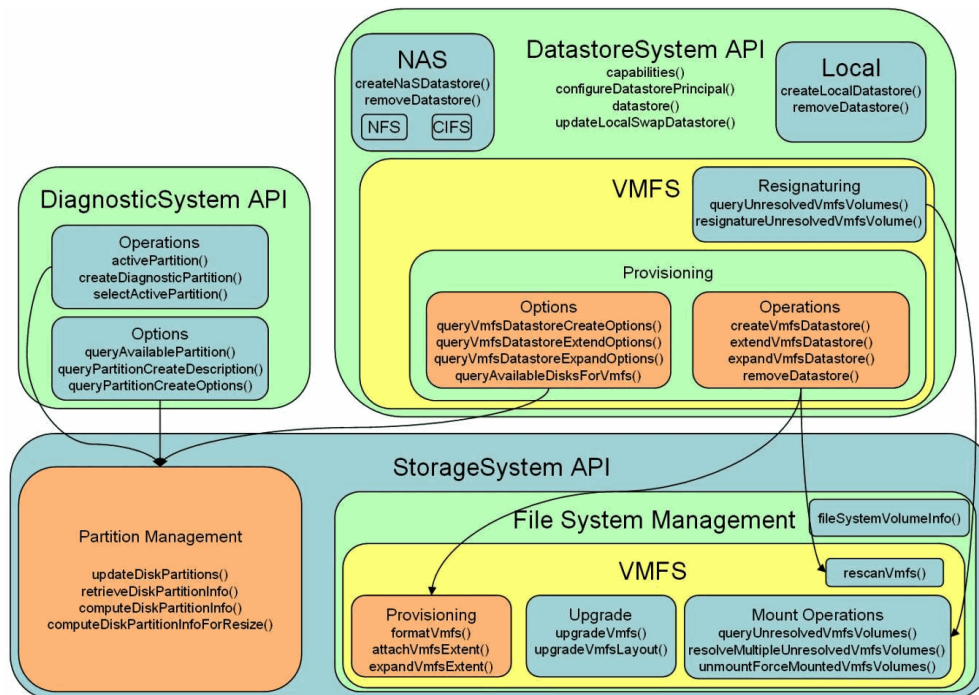 DatastoreSystem API
capabilities()
configureDatastorePrincipal()
datastore()
updateLocalSwapDatastore()
NAS
createNaSDatastore()
removeDatastore()
NFS
CIFS
Local
createLocalDatastore()
removeDatastore()
VMFS
Resignaturing
queryUnresolvedVmfsVolumes()
resignatureUnresolvedVmfsVolume()
Provisioning
Options
queryVmfsDatastoreCreateOptions()
queryVmfsDatastoreExtendOptions()
queryVmfsDatastoreExpandOptions()
queryAvailableDisksForVmfs()
Operations
createVmfsDatastore()
extendVmsDatastore()
expandVmfsDatastore()
removeDatastore()
DiagnosticSystem API
Operations
activePartition()
createDiagnosticPartition()
selectActivePartition()
Options
queryAvailablePartition()
queryPartitionCreateDescription()
queryPartitionCreateOptions()
StorageSystem API
Partition Management
updateDiskPartitions()
retrieveDiskPartitionInfo()
computeDiskPartitionInfo()
computeDiskPartitionInfoForResize()
File System Management
fileSystemVolumeInfo()
VMFS
rescanVmfs()
Provisioning
formatVmfs()
attachVmfsExtent()
expandVmfsExtent()
Upgrade
upgradeVmfs()
upgradeVmfsLayout()
Mount Operations
queryUnresolvedVmfsVolumes()
resolveMultipleUnresolvedVmfsVolumes()
unmountForceMountedVmfsVolumes()